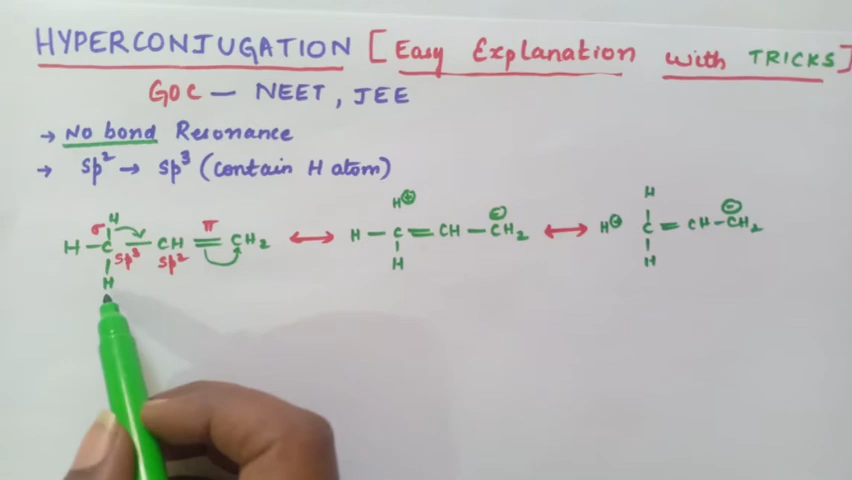 HYPERCONJUGATION [Easy Explanation with TRICKS]
GOC — NEET, JEE
→ No bond Resonance
→ sp² → sp³ (contain H atom)
H H⊕ H
σ π ⊖ ⊖
H – C – CH = CH₂ ↔ H – C = CH – CH₂ ↔ H⊕ C = CH – CH₂
sp³ sp²
H H H